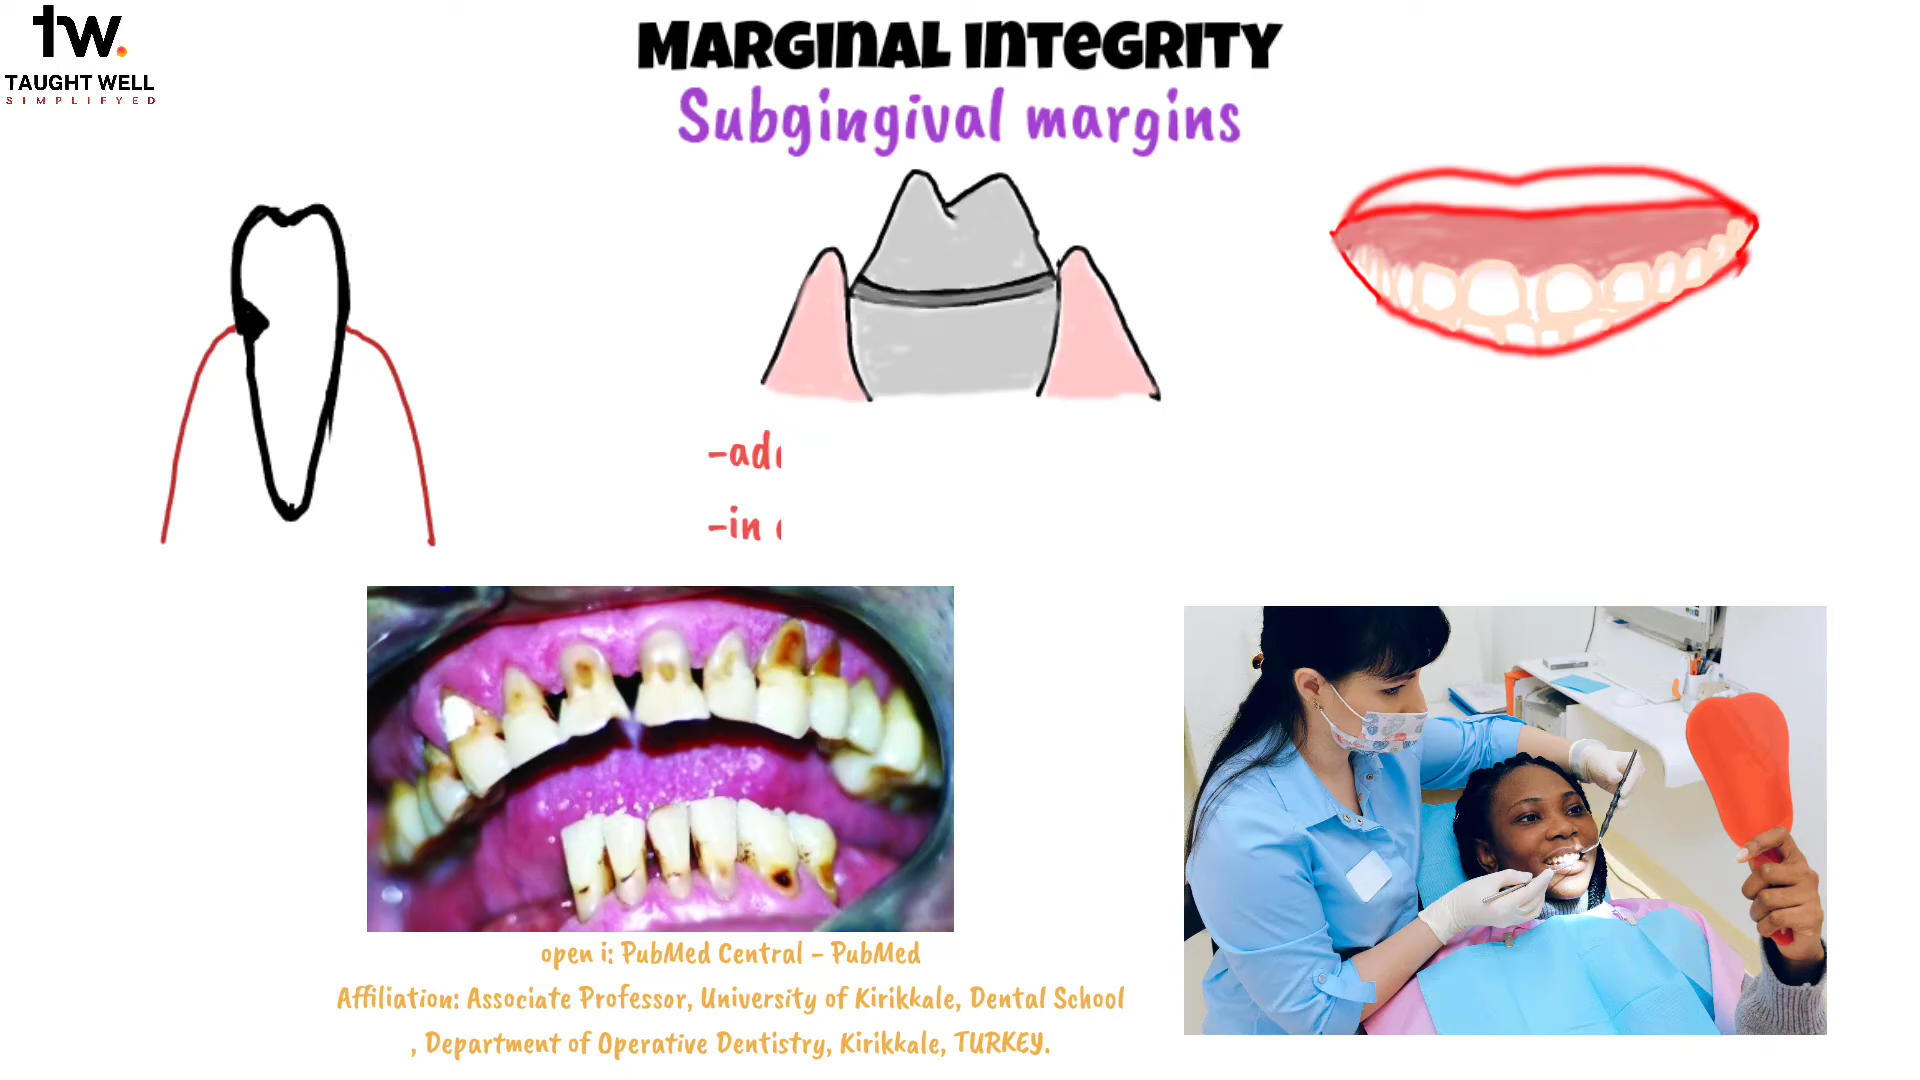 tw.
TAUGHT WELL
SIMPLIFYED
MARGINAL INTEGRITY
Subgingival margins
-in
open i: PubMed Central - PubMed
Affiliation: Associate Professor, University of Kirikkale, Dental School
, Department of Operative Dentistry, Kirikkale, TURKEY.